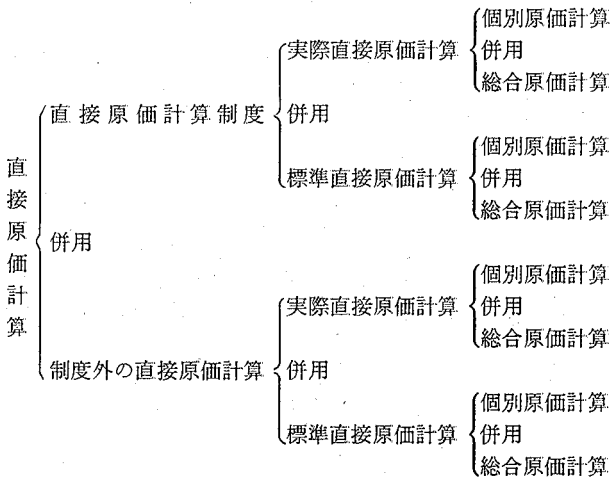 直接原価計算
直接原価計算制度
実際直接原価計算
個別原価計算
併用
総合原価計算
併用
標準直接原価計算
個別原価計算
併用
総合原価計算
併用
制度外の直接原価計算
実際直接原価計算
個別原価計算
併用
総合原価計算
併用
標準直接原価計算
個別原価計算
併用
総合原価計算